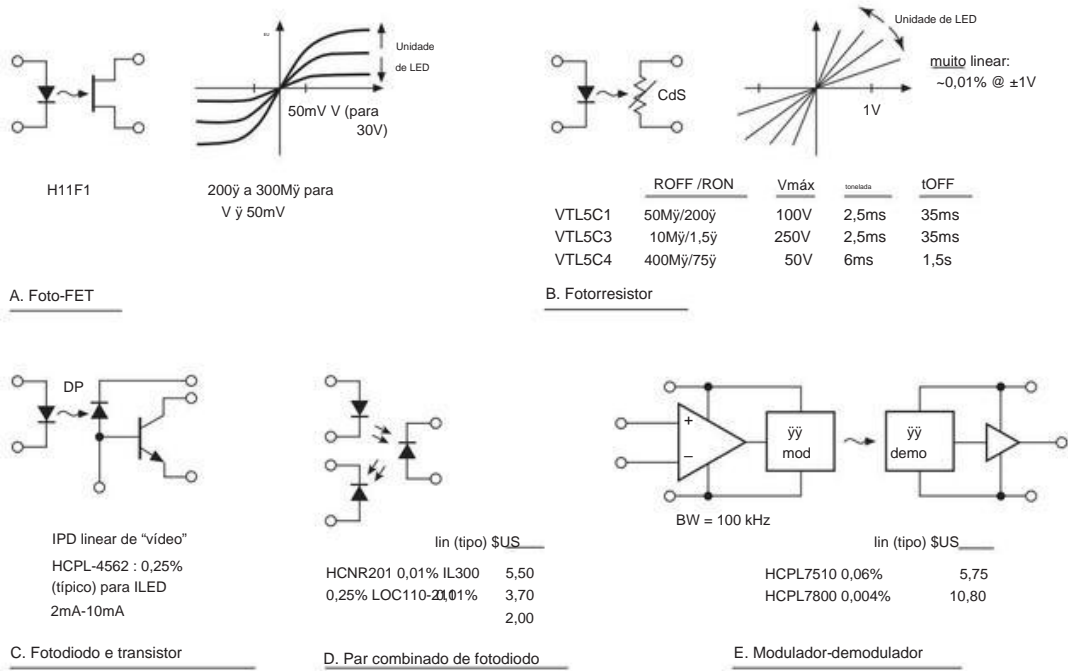 Unidade
de LED
50mV V (para
30V)
H11F1
200ÿ a 300Mÿ para
V ÿ 50mV
A. Foto-FET
Unidade de LED
CdS
muito linear:
~0,01% @ ±1V
1V
ROFF /RON Vmáx tonelada tOFF
VTL5C1 50Mÿ/200ÿ 100V 2,5ms 35ms
VTL5C3 10Mÿ/1,5ÿ 250V 2,5ms 35ms
VTL5C4 400Mÿ/75ÿ 50V 6ms 1,5s
B. Fotorresistor
DP
IPD linear de “vídeo”
HCPL-4562 : 0,25%
(típico) para ILED
2mA-10mA
C. Fotodiodo e transistor
lin (tipo) $US
HCNR201 0,01% IL300 5,50
0,25% LOC110-211 0,01% 3,70
2,00
D. Par combinado de fotodiodo
+
–
ÿÿ
mod
ÿÿ
demo
BW = 100 kHz
lin (tipo) $US
HCPL7510 0,06% 5,75
HCPL7800 0,004% 10,80
E. Modulador-demodulador